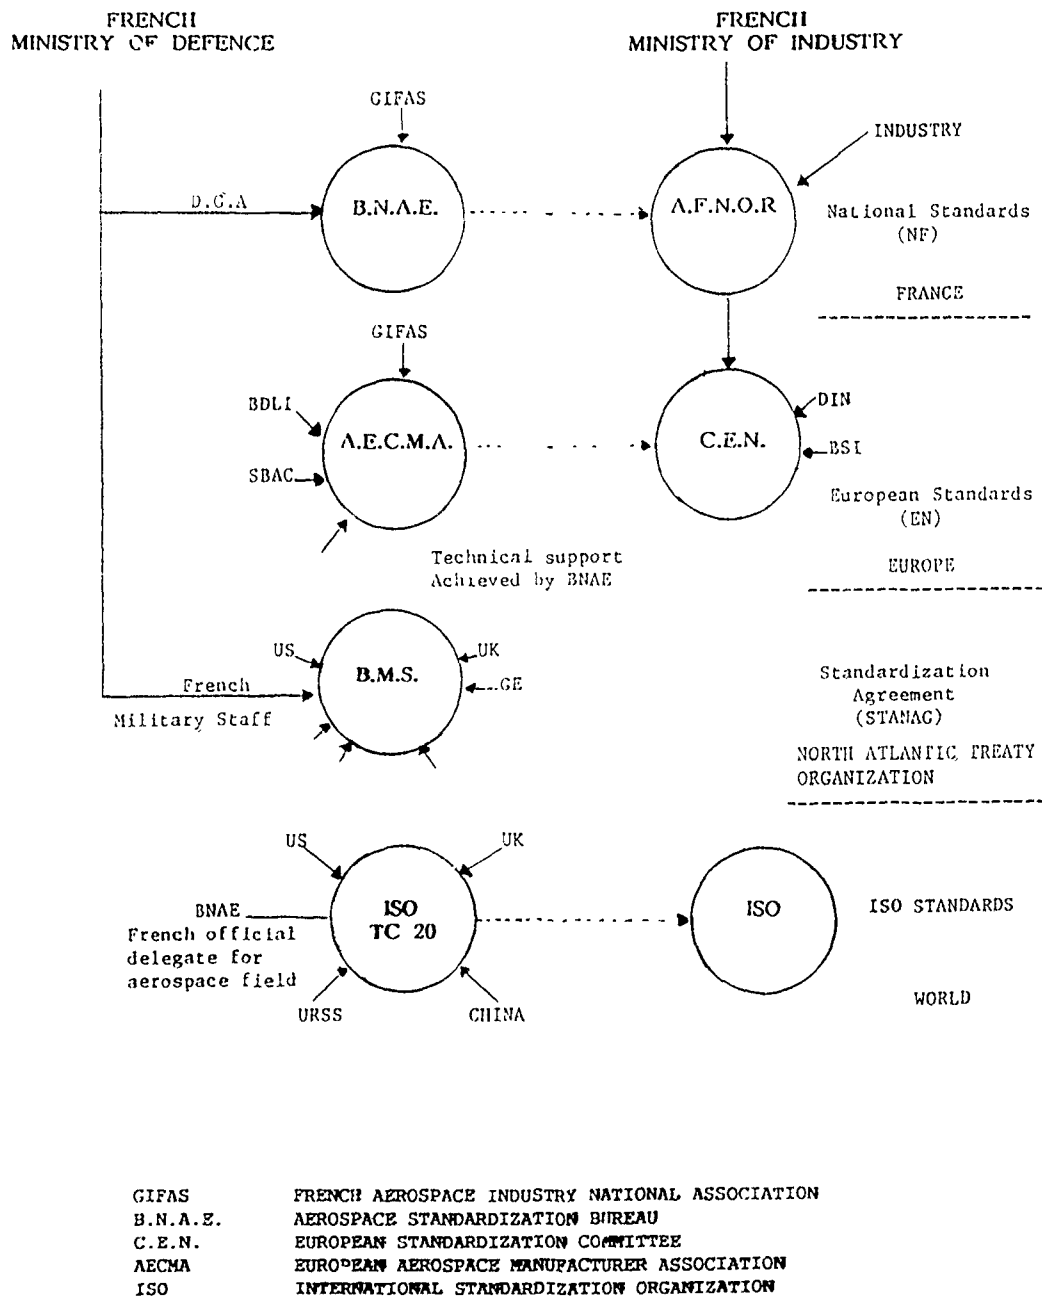 FRENCH
MINISTRY OF DEFENCE
FRENCH
MINISTRY OF INDUSTRY
GIFAS
INDUSTRY
D.G.A
B.N.A.E.
A.F.N.O.R
National Standards
(NF)
FRANCE
GIFAS
BDLI
DIN
A.E.C.M.A.
C.E.N.
BSI
SBAC
European Standards
(EN)
Technical support
Achieved by BNAE
EUROPE
US
UK
B.M.S.
GE
French
Military Staff
Standardization
Agreement
(STANAG)
NORTH ATLANTIC TREATY
ORGANIZATION
US
UK
BNAE
French official
delegate for
aerospace field
ISO
TC 20
ISO
ISO STANDARDS
WORLD
URSS
CHINA
GIFAS FRENCH AEROSPACE INDUSTRY NATIONAL ASSOCIATION
B.N.A.E. AEROSPACE STANDARDIZATION BUREAU
C.E.N. EUROPEAN STANDARDIZATION COMMITTEE
AECMA EUROPEAN AEROSPACE MANUFACTURER ASSOCIATION
ISO INTERNATIONAL STANDARDIZATION ORGANIZATION